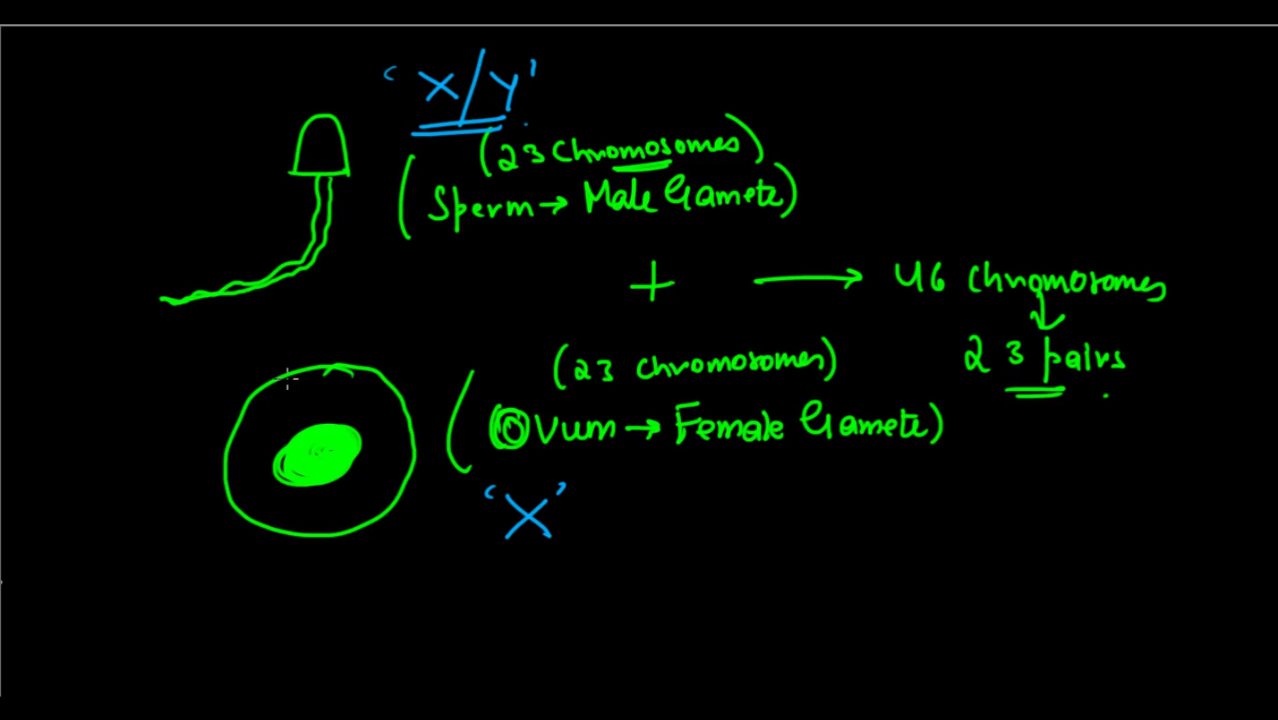 'X/Y'
(23 Chromosomes)
(Sperm→ Male Gamete)
+ → 46 Chromosomes
↓
23 pairs.
(23 chromosomes)
(Ovum → Female Gamete)
'X'